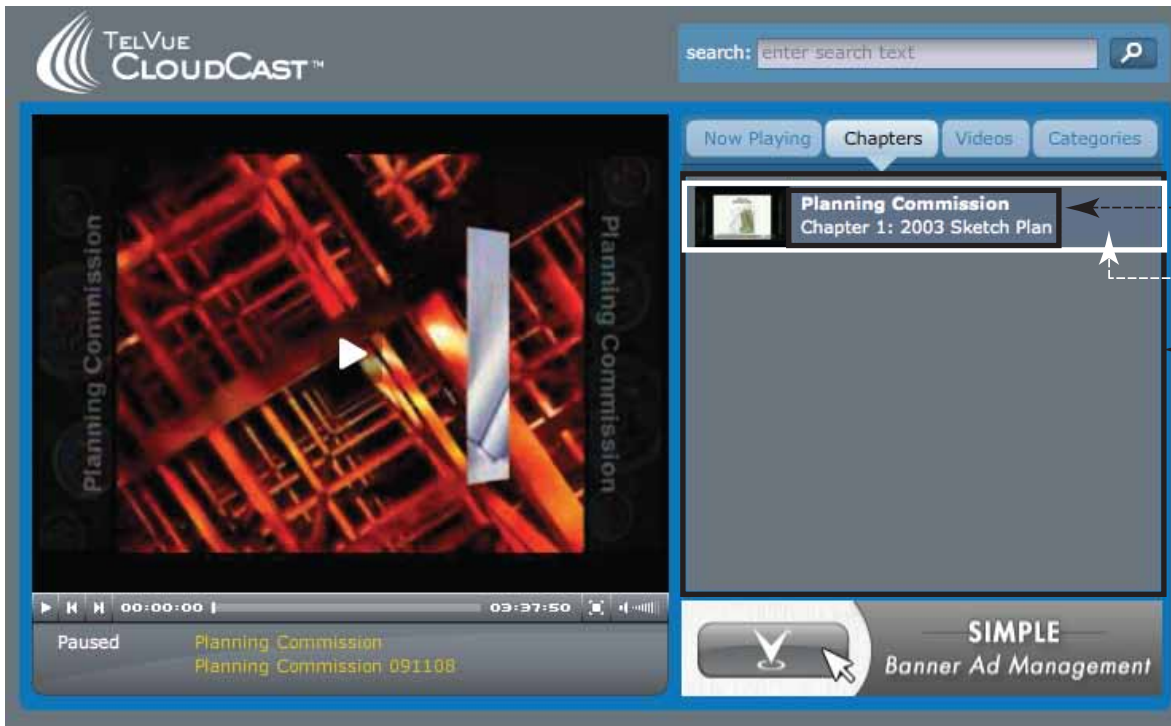 TELVUE
CLOUDCAST™
search: enter search text
Now Playing Chapters Videos Categories
Planning Commission
Chapter 1: 2003 Sketch Plan
Planning Commission
Planning Commission
00:00:00 03:37:50
Paused Planning Commission
Planning Commission 091108
SIMPLE
Banner Ad Management